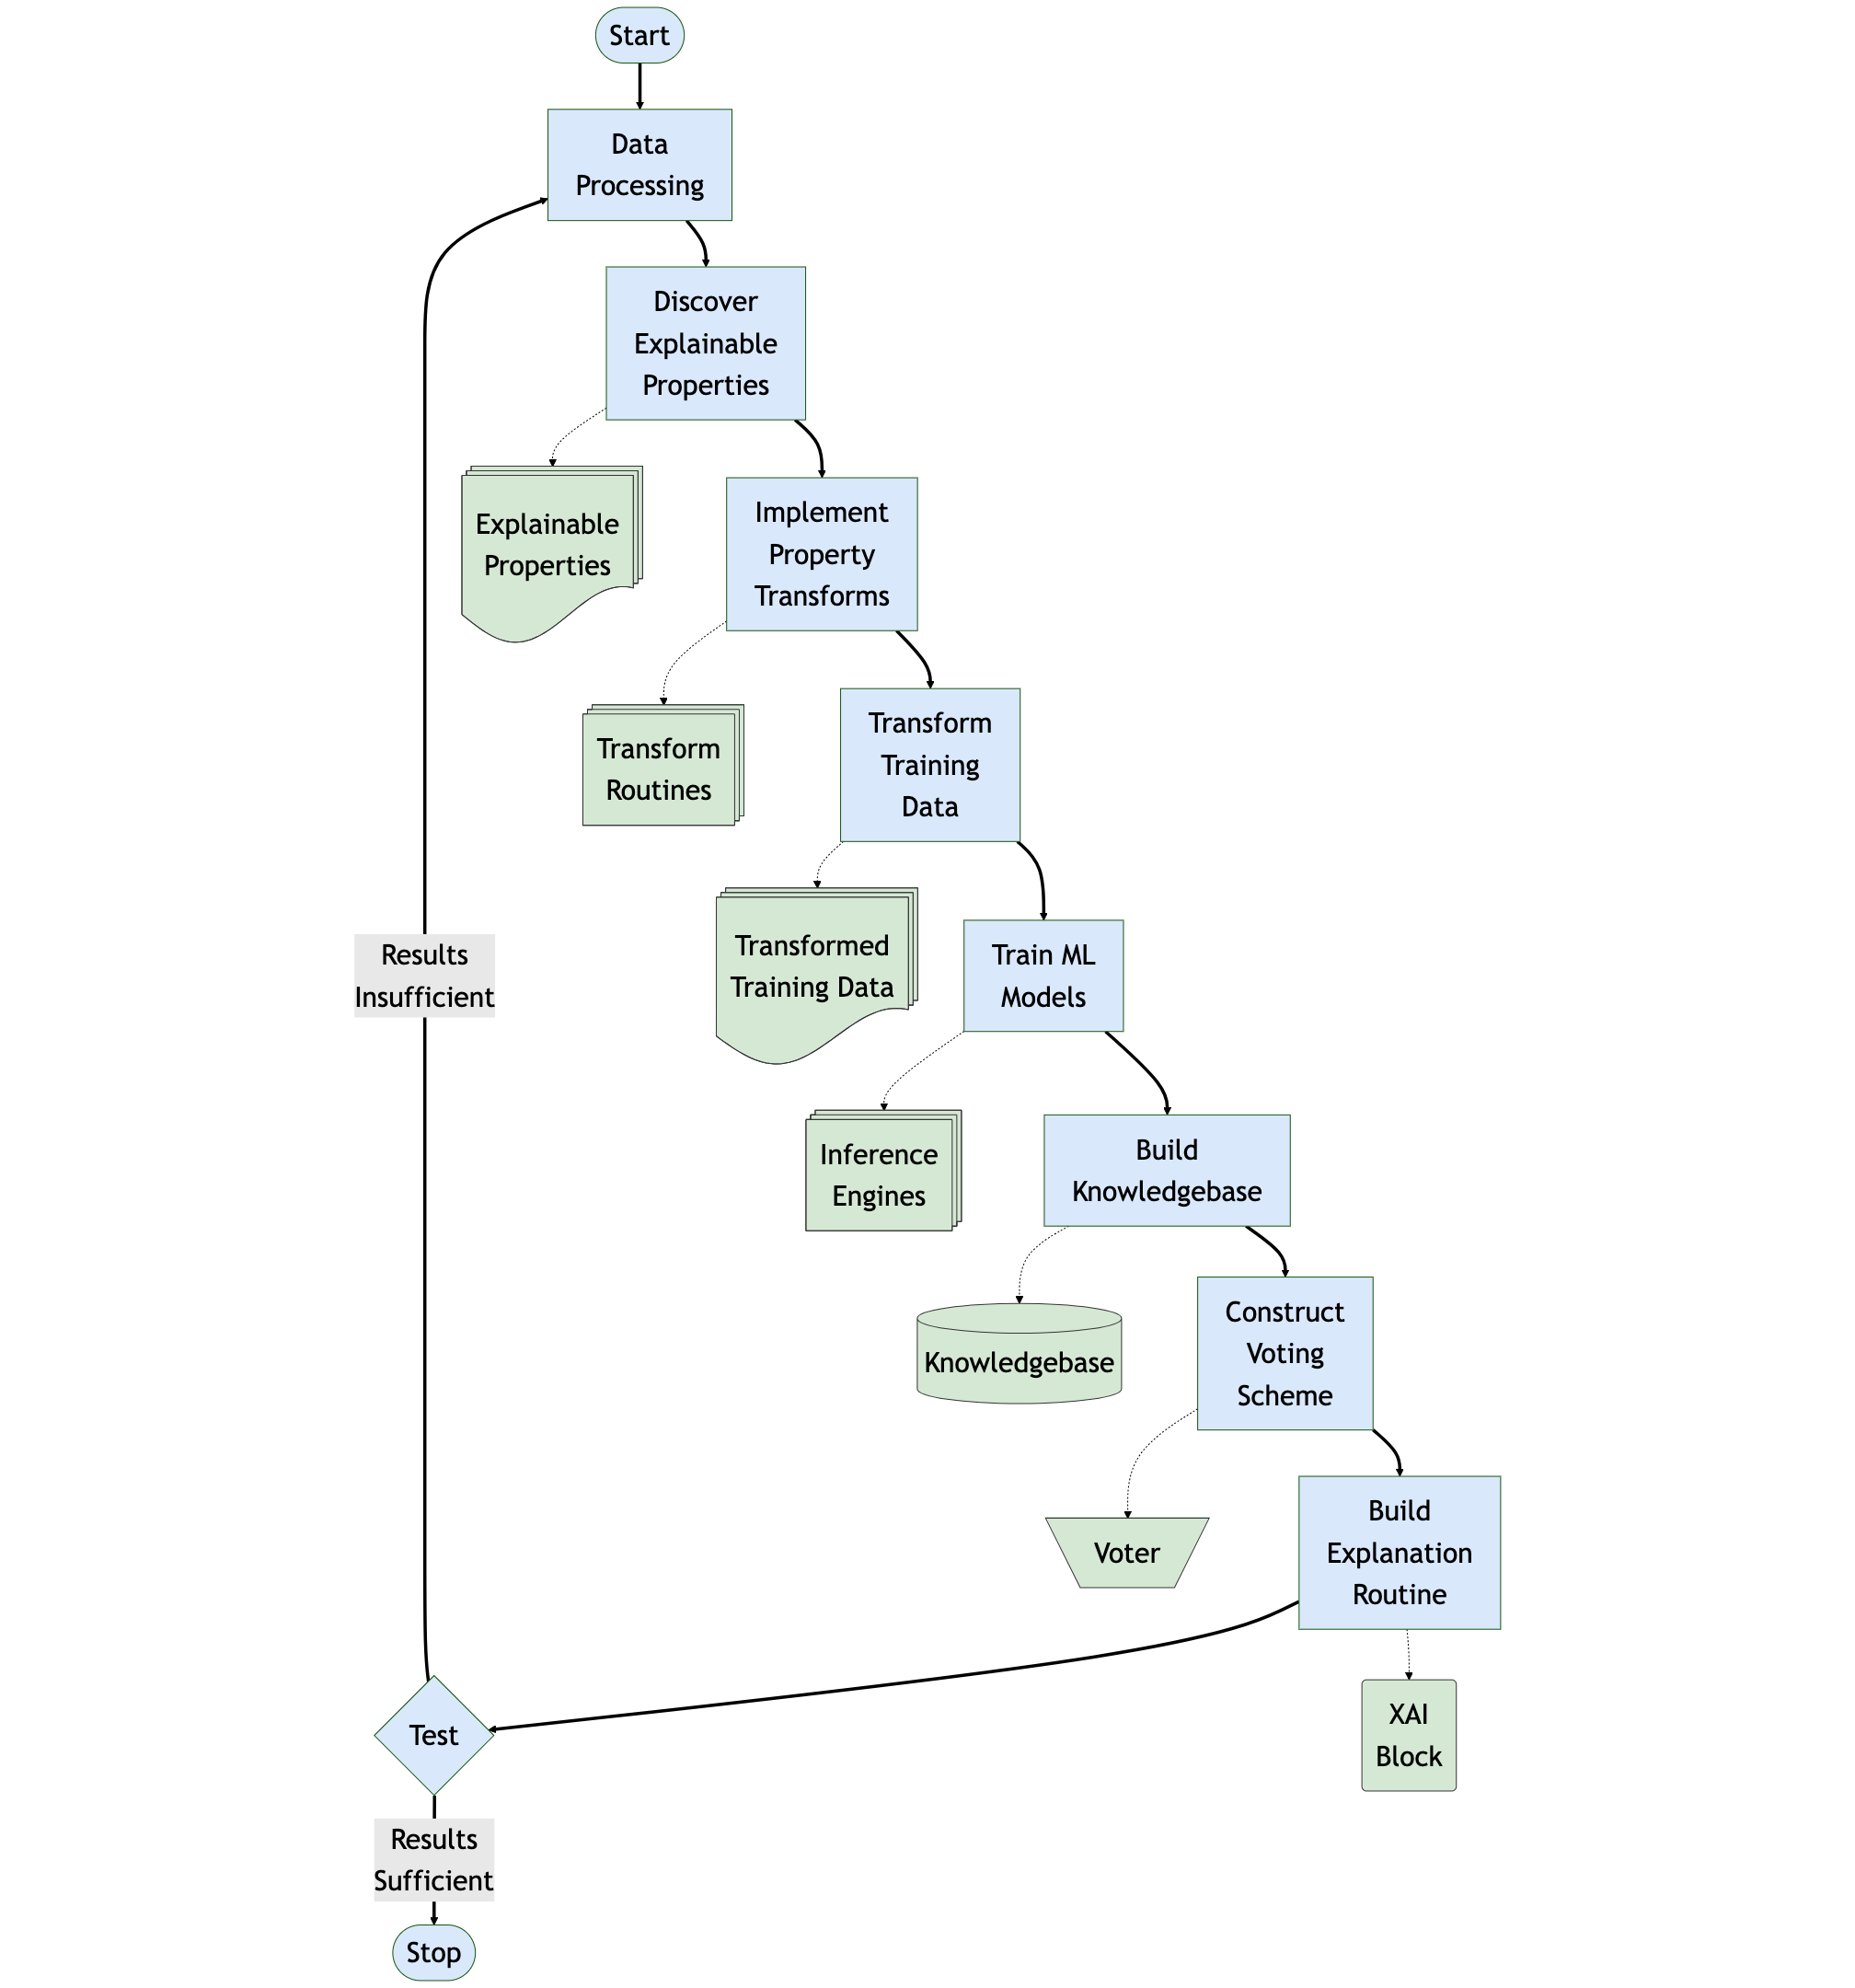 Start
Data
Processing
Discover
Explainable
Properties
Explainable
Properties
Implement
Property
Transforms
Transform
Routines
Transform
Training
Data
Transformed
Training Data
Train ML
Models
Results
Insufficient
Inference
Engines
Build
Knowledgebase
Knowledgebase
Construct
Voting
Scheme
Voter
Build
Explanation
Routine
XAI
Block
Test
Results
Sufficient
Stop